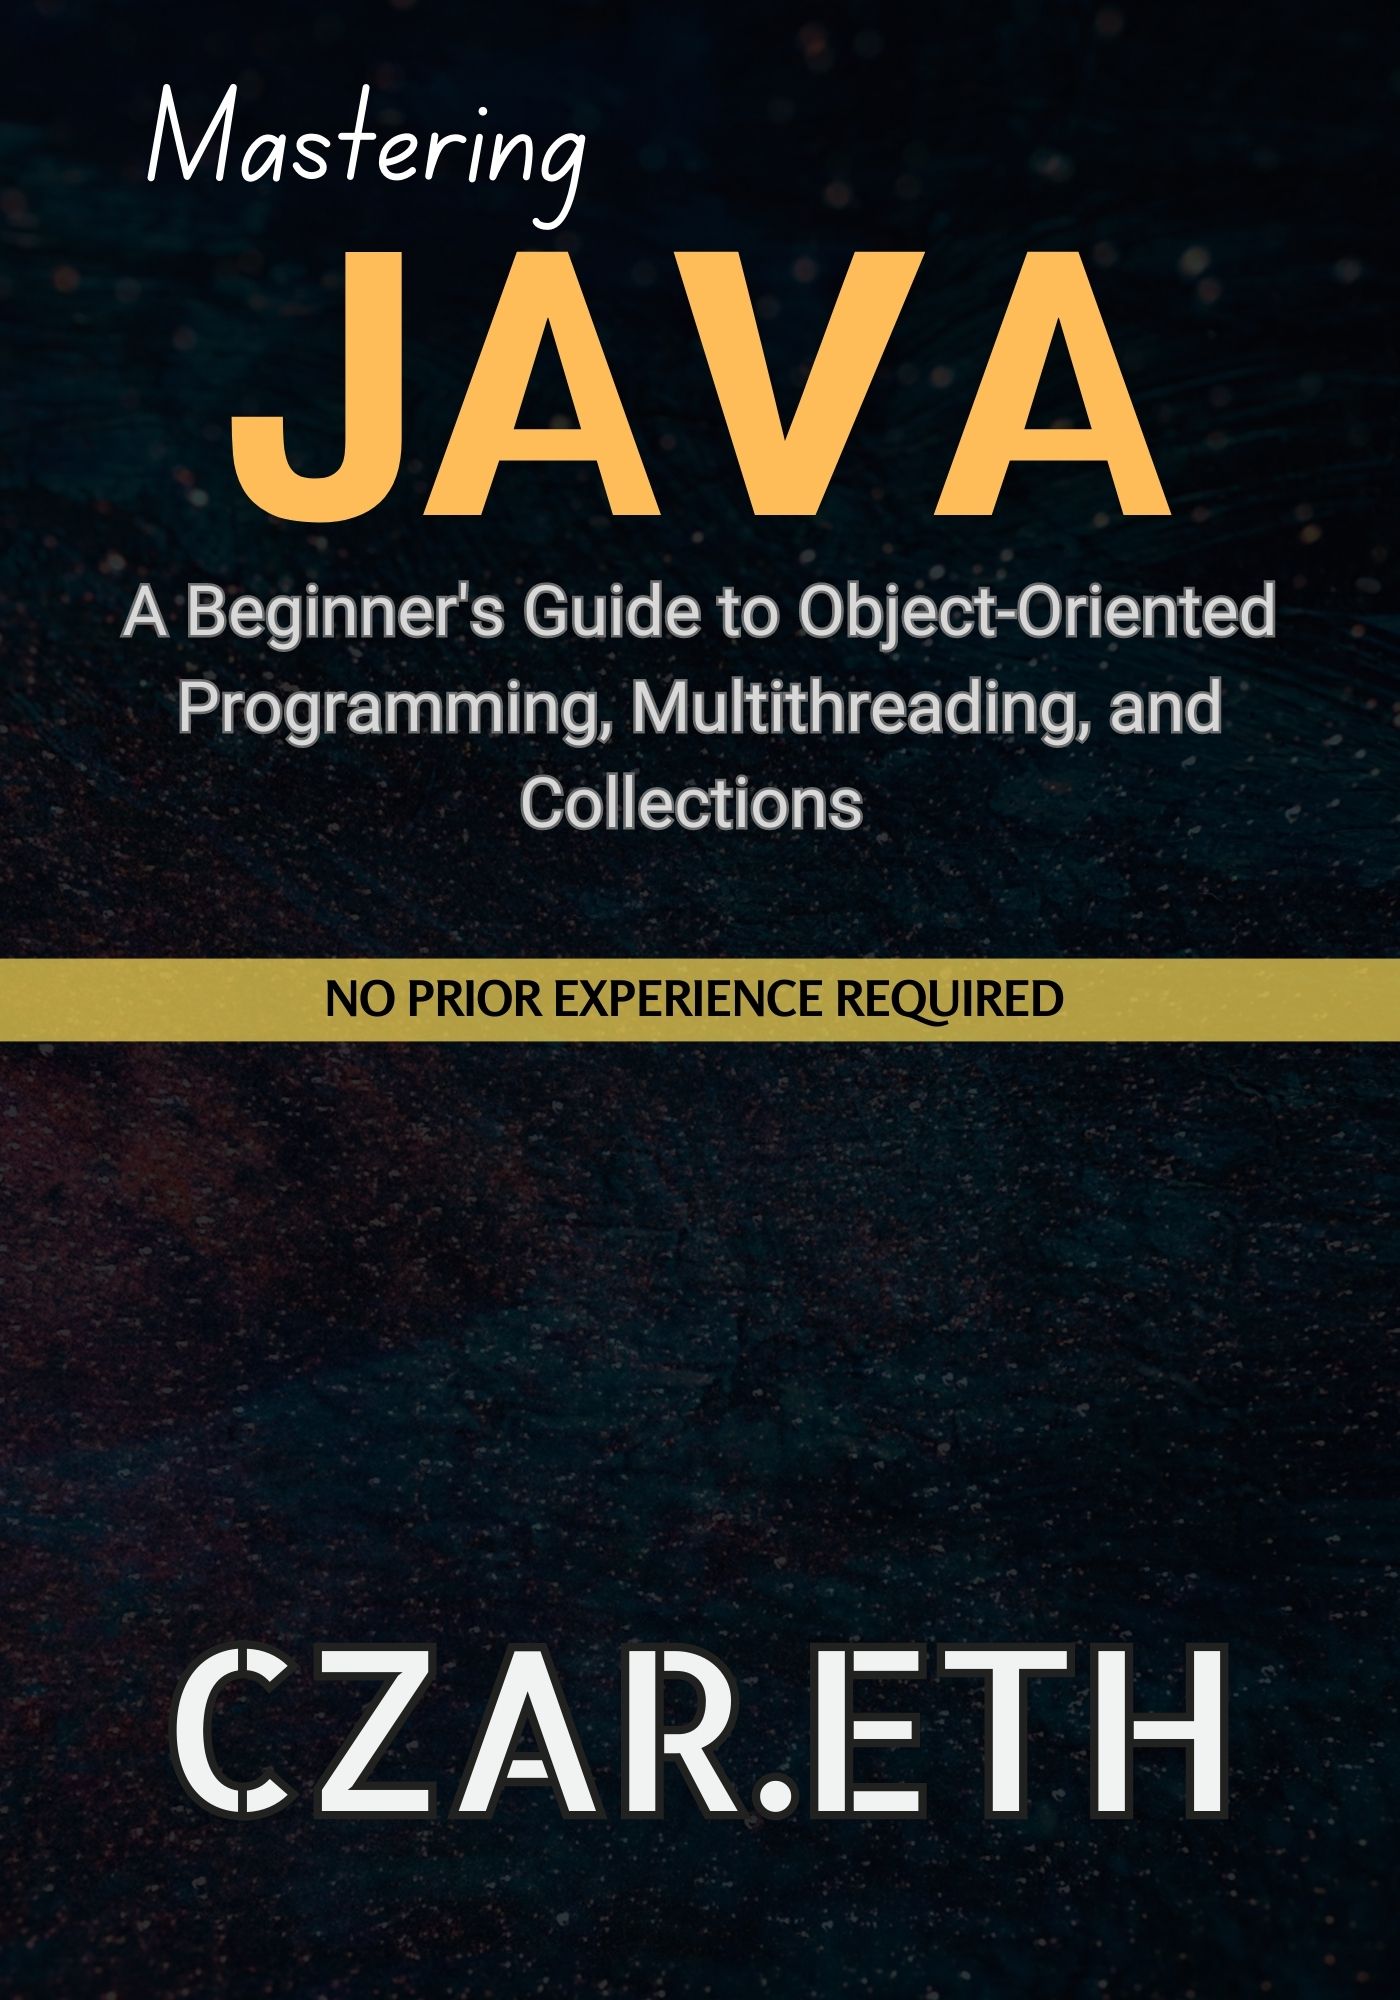 Mastering
JAVA
A Beginner's Guide to Object-Oriented
Programming, Multithreading, and
Collections
NO PRIOR EXPERIENCE REQUIRED
CZAR.ETH